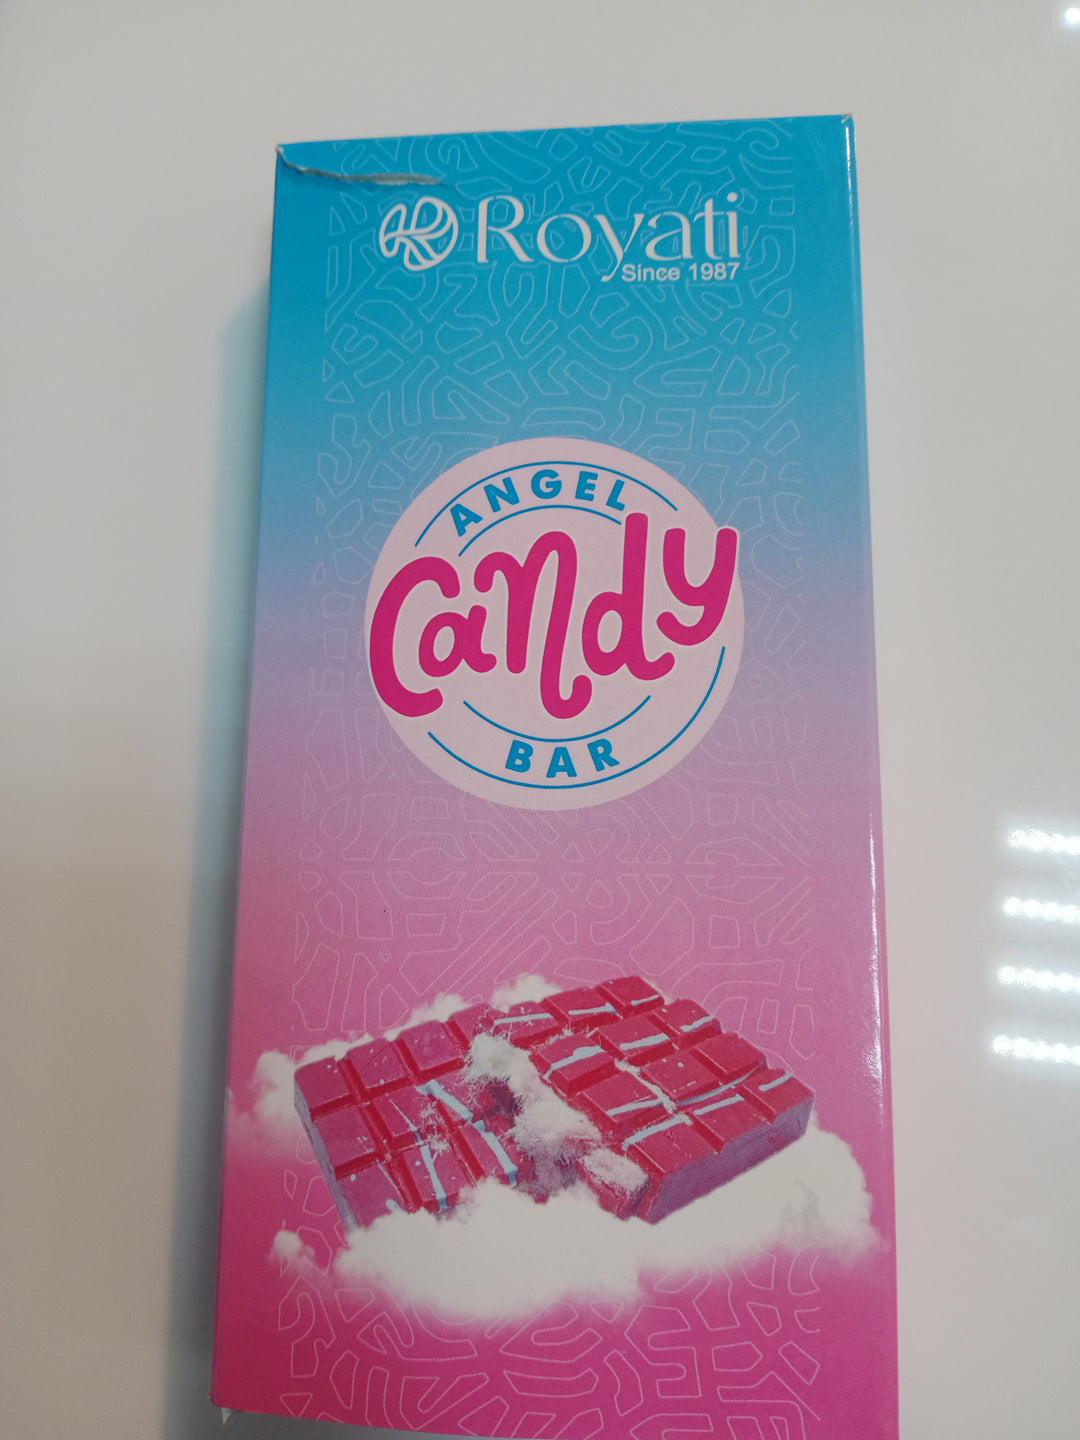 Royati
Since 1987
ANGEL
Candy
BAR